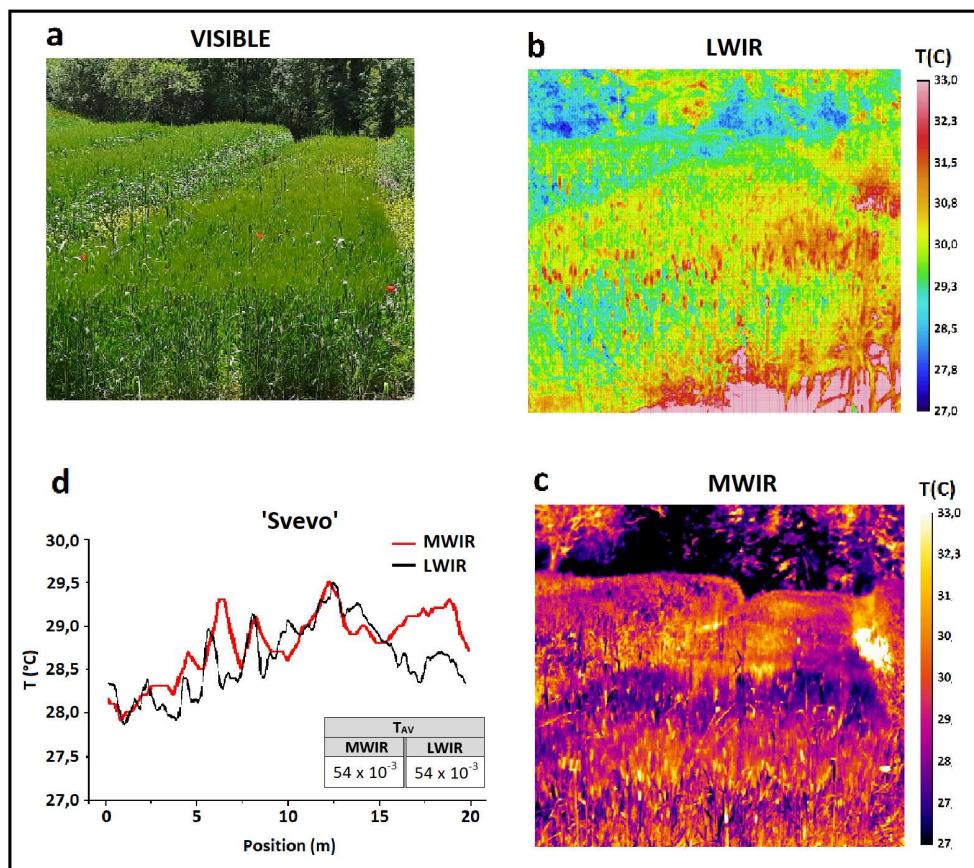 a
VISIBLE
b
LWIR
T(C)
33,0
32,3
31,5
30,8
30,0
29,3
28,5
27,8
27,0
d
'Svevo'
MWIR
LWIR
30,0
29,5
29,0
28,5
28,0
27,5
27,0
T (°C)
0
5
10
15
20
Position (m)
T_AV
MWIR LWIR
54 x 10⁻³ 54 x 10⁻³
c
MWIR
T(C)
33,0
32,3
31,
30
30
29
28
27,
27,